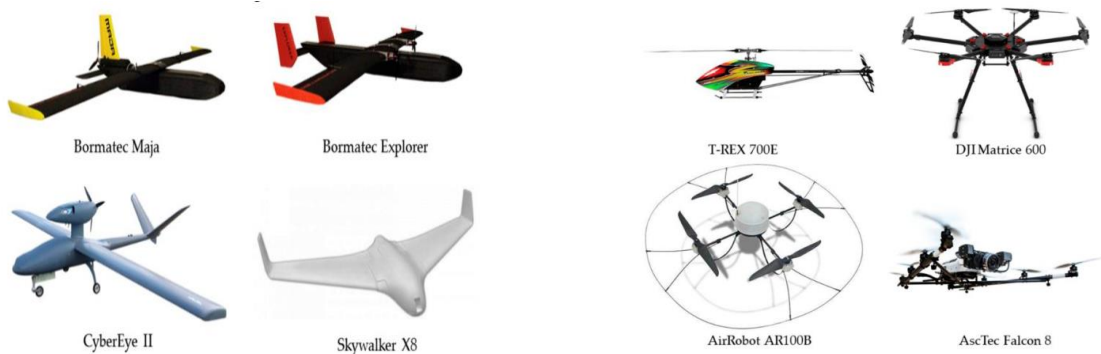 Bormatec Maja
Bormatec Explorer
T-REX 700E
DJI Matrice 600
CyberEye II
Skywalker X8
AirRobot AR100B
AscTec Falcon 8